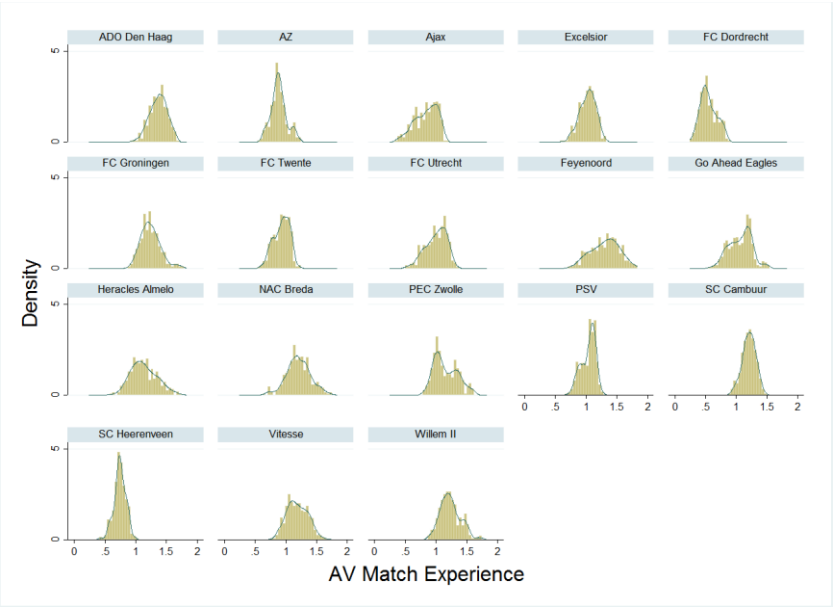 ADO Den Haag AZ Ajax Excelsior FC Dordrecht
5
0
FC Groningen FC Twente FC Utrecht Feyenoord Go Ahead Eagles
5
0
Heracles Almelo NAC Breda PEC Zwolle PSV SC Cambuur
5
0
0 .5 1 1.5 2 0 .5 1 1.5 2
SC Heerenveen Vitesse Willem II
5
0
0 .5 1 1.5 2 0 .5 1 1.5 2 0 .5 1 1.5 2
Density
AV Match Experience